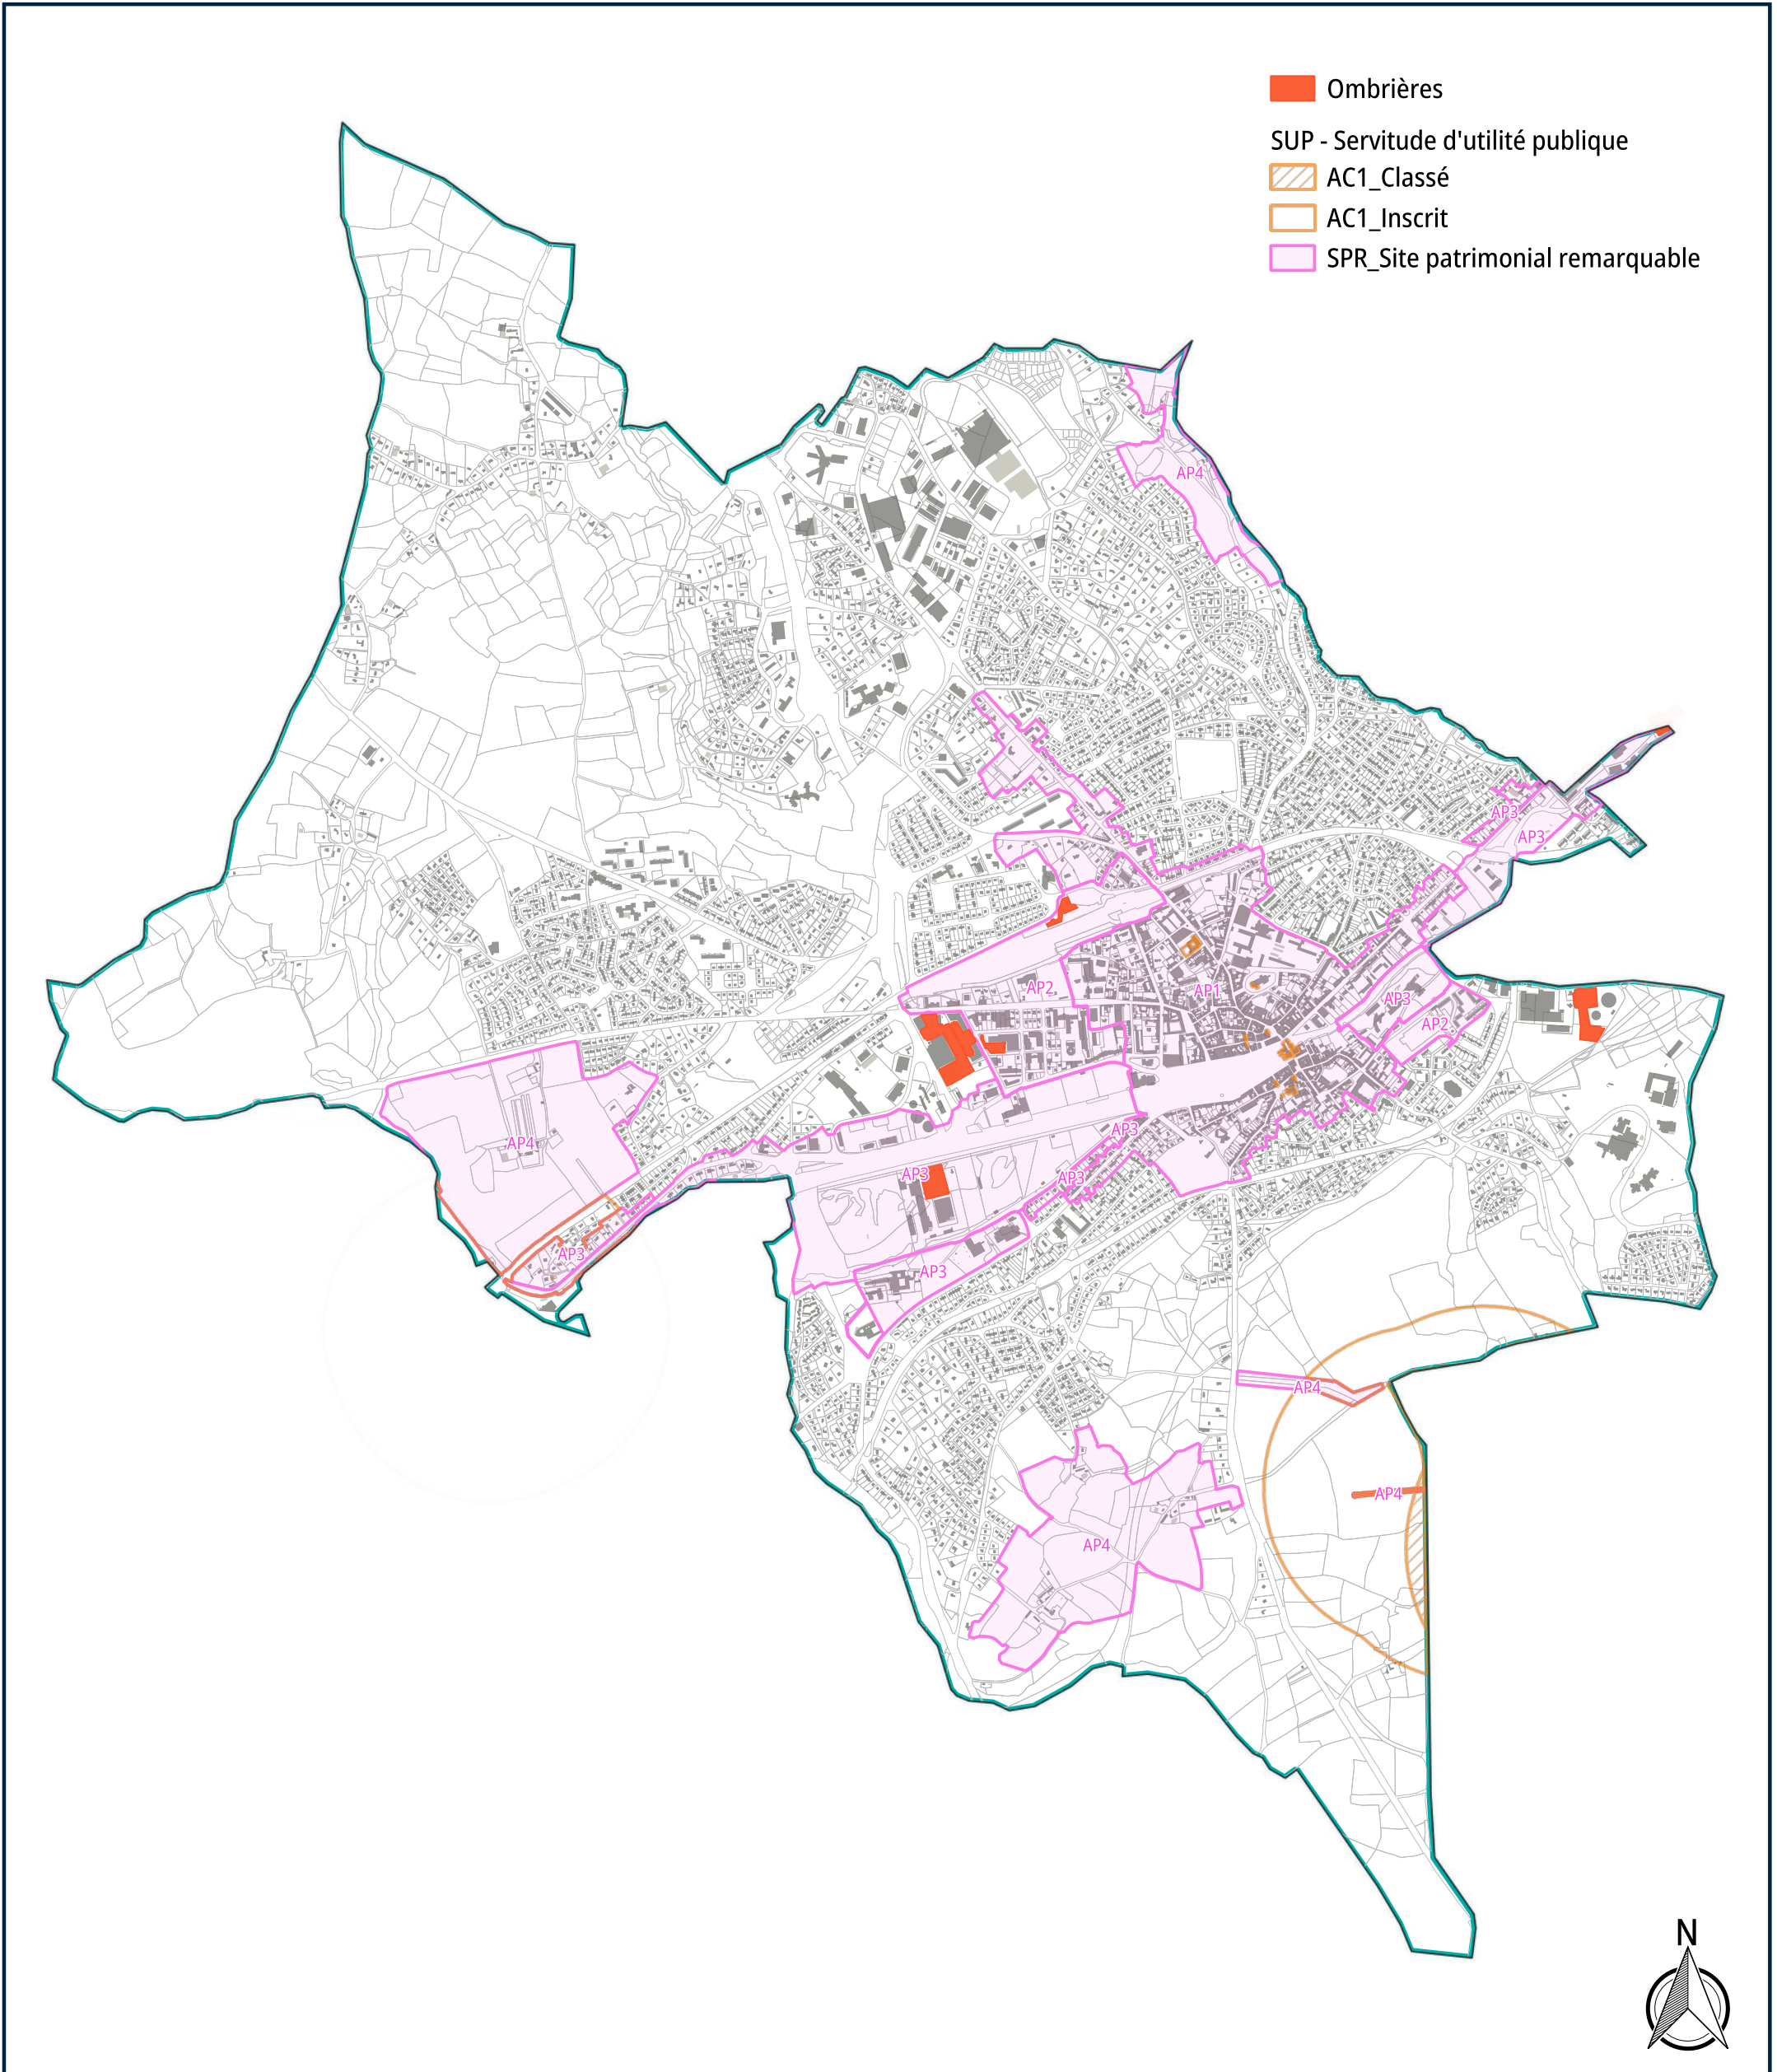 Ombrières
SUP - Servitude d'utilité publique
AC1_Classé
AC1_Inscrit
SPR_Site patrimonial remarquable
AP4
AP3
AP3
AP2
AP1
AP3
AP2
AP3
AP4
AP3
AP3
AP3
AP3
AP4
AP4
AP4
N